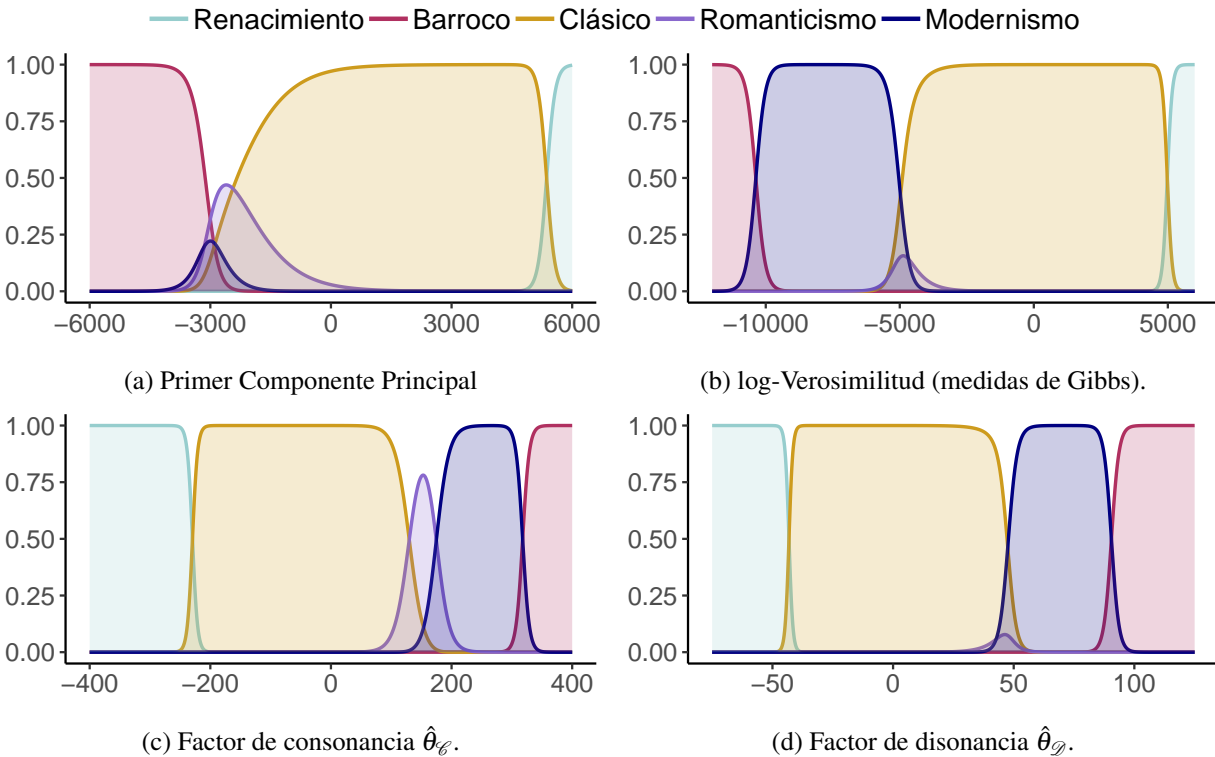 Renacimiento Barroco Clásico Romanticismo Modernismo
1.00
0.75
0.50
0.25
0.00
−6000 −3000 0 3000 6000
(a) Primer Componente Principal
1.00
0.75
0.50
0.25
0.00
−10000 −5000 0 5000
(b) log-Verosimilitud (medidas de Gibbs).
1.00
0.75
0.50
0.25
0.00
−400 −200 0 200 400
(c) Factor de consonancia θ̂𝒞.
1.00
0.75
0.50
0.25
0.00
−50 0 50 100
(d) Factor de disonancia θ̂𝒟.